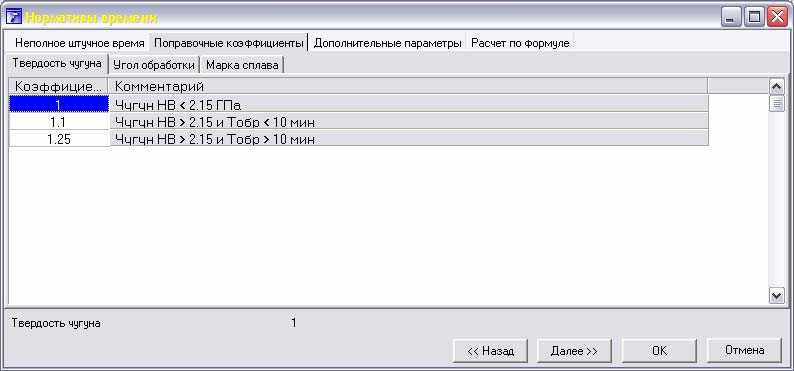 Нормативы времени
Неполное штучное время Поправочные коэффициенты Дополнительные параметры Расчет по формуле
Твердость чугуна Угол обработки Марка сплава
Коэффицие... Комментарий
1 Чугун НВ < 2.15 ГПа
1.1 Чугун НВ > 2.15 и Тобр < 10 мин
1.25 Чугун НВ > 2.15 и Тобр > 10 мин
Твердость чугуна 1
<< Назад Далее >> OK Отмена